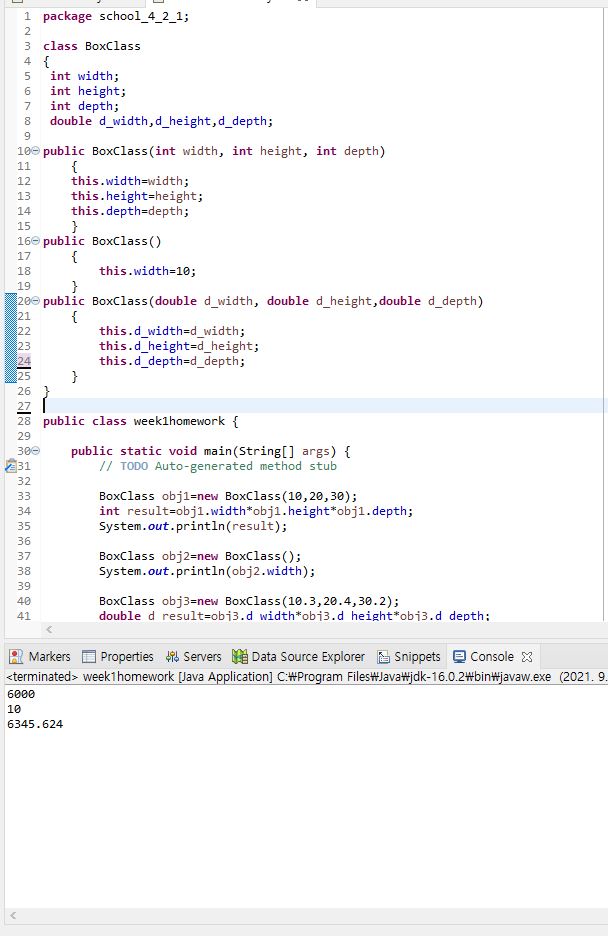 1 package school_4_2_1;
2
3 class BoxClass
4 {
5 int width;
6 int height;
7 int depth;
8 double d_width,d_height,d_depth;
9
10 public BoxClass(int width, int height, int depth)
11 {
12 this.width=width;
13 this.height=height;
14 this.depth=depth;
15 }
16 public BoxClass()
17 {
18 this.width=10;
19 }
20 public BoxClass(double d_width, double d_height,double d_depth)
21 {
22 this.d_width=d_width;
23 this.d_height=d_height;
24 this.d_depth=d_depth;
25 }
26 }
27
28 public class week1homework {
29
30 public static void main(String[] args) {
31 // TODO Auto-generated method stub
32
33 BoxClass obj1=new BoxClass(10,20,30);
34 int result=obj1.width*obj1.height*obj1.depth;
35 System.out.println(result);
36
37 BoxClass obj2=new BoxClass();
38 System.out.println(obj2.width);
39
40 BoxClass obj3=new BoxClass(10.3,20.4,30.2);
41 double d_result=obj3.d_width*obj3.d_height*obj3.d_depth;
Markers Properties Servers Data Source Explorer Snippets Console
<terminated> week1homework [Java Application] C:₩Program Files₩Java₩jdk-16.0.2₩bin₩javaw.exe (2021. 9.
6000
10
6345.624